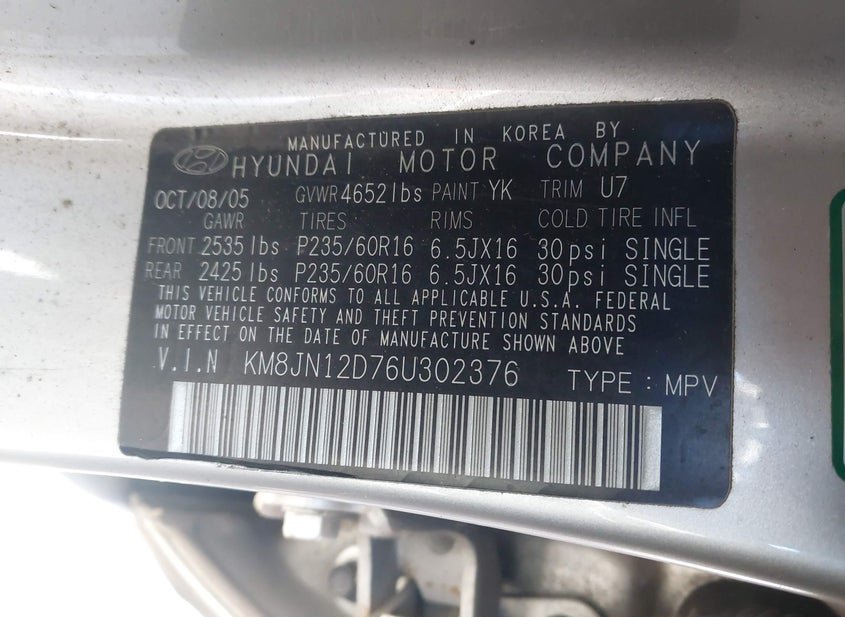 MANUFACTURED IN KOREA BY
HYUNDAI MOTOR COMPANY
OCT/08/05 GVWR 4652lbs PAINT YK TRIM U7
GAWR TIRES RIMS COLD TIRE INFL
FRONT 2535lbs P235/60R16 6.5JX16 30psi SINGLE
REAR 2425lbs P235/60R16 6.5JX16 30psi SINGLE
THIS VEHICLE CONFORMS TO ALL APPLICABLE U.S.A. FEDERAL
MOTOR VEHICLE SAFETY AND THEFT PREVENTION STANDARDS
IN EFFECT ON THE DATE OF MANUFACTURE SHOWN ABOVE
V.I.N KM8JN12D76U302376 TYPE : MPV